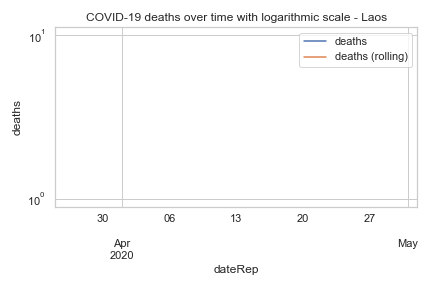 COVID-19 deaths over time with logarithmic scale - Laos
deaths
deaths (rolling)
10¹
deaths
10⁰
30 06 13 20 27
Apr May
2020
dateRep